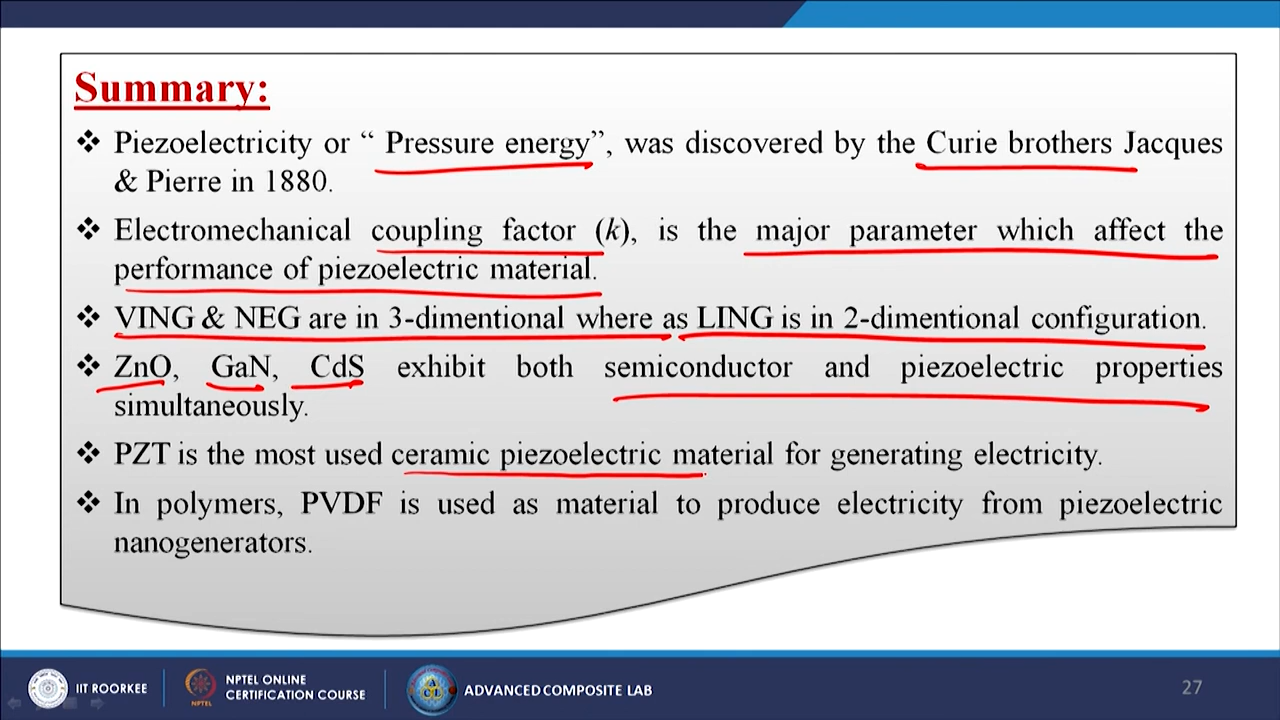 Summary:
❖ Piezoelectricity or “ Pressure energy”, was discovered by the Curie brothers Jacques
& Pierre in 1880.
❖ Electromechanical coupling factor (k), is the major parameter which affect the
performance of piezoelectric material.
❖ VING & NEG are in 3-dimentional where as LING is in 2-dimentional configuration.
❖ ZnO, GaN, CdS exhibit both semiconductor and piezoelectric properties
simultaneously.
❖ PZT is the most used ceramic piezoelectric material for generating electricity.
❖ In polymers, PVDF is used as material to produce electricity from piezoelectric
nanogenerators.
IIT ROORKEE
NPTEL
NPTEL ONLINE
CERTIFICATION COURSE
ACL
ADVANCED COMPOSITE LAB
27